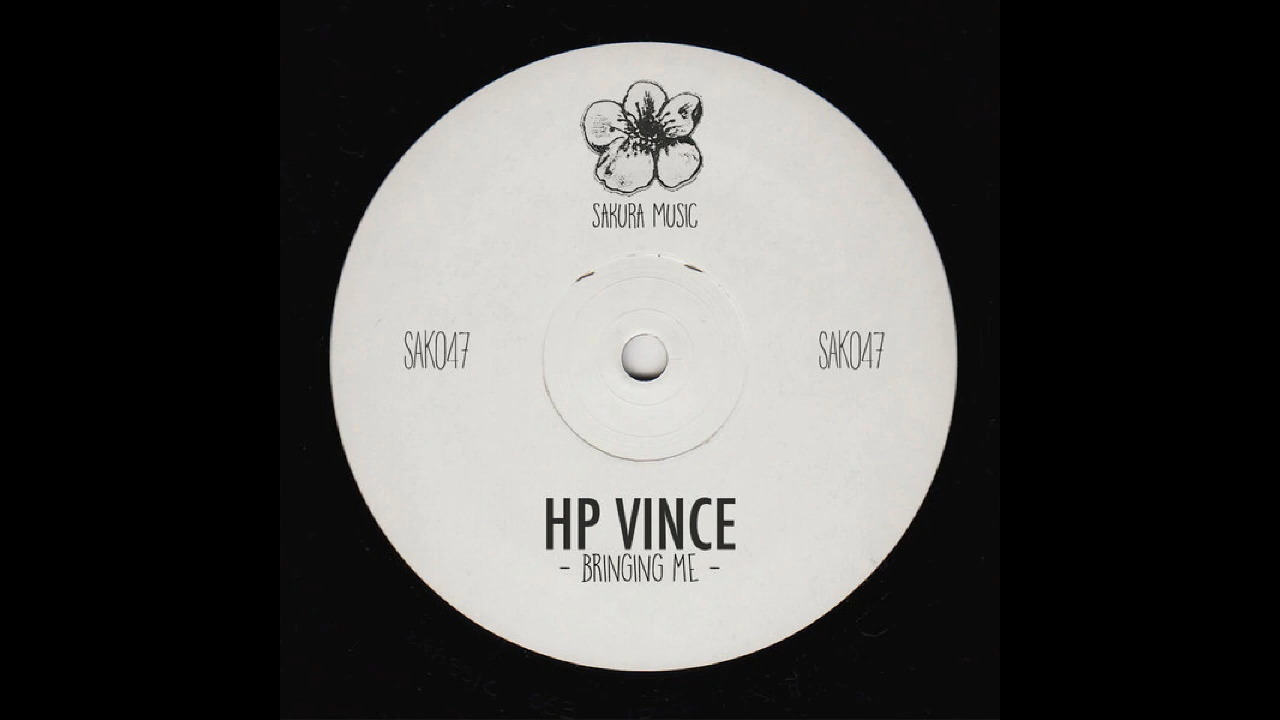 SAKURA MUSIC
SAK047
SAK047
HP VINCE
- BRINGING ME -